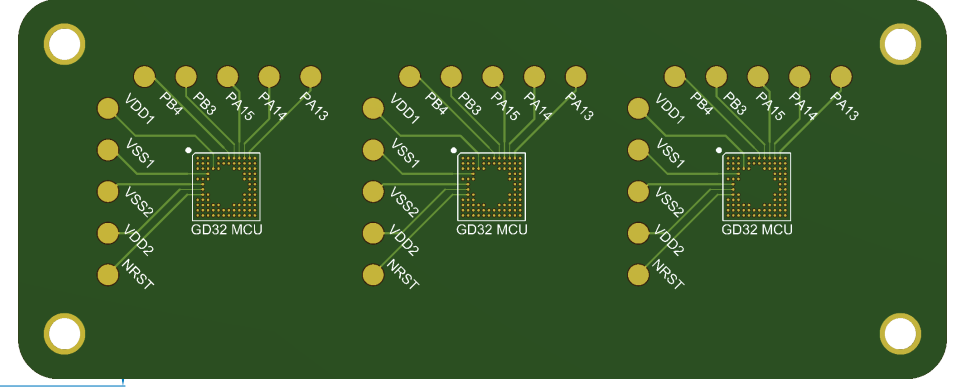 PB4 PB3 PA15 PA14 PA13
VDD1
VSS1
VSS2
VDD2
NRST
GD32 MCU
PB4 PB3 PA15 PA14 PA13
VDD1
VSS1
VSS2
VDD2
NRST
GD32 MCU
PB4 PB3 PA15 PA14 PA13
VDD1
VSS1
VSS2
VDD2
NRST
GD32 MCU